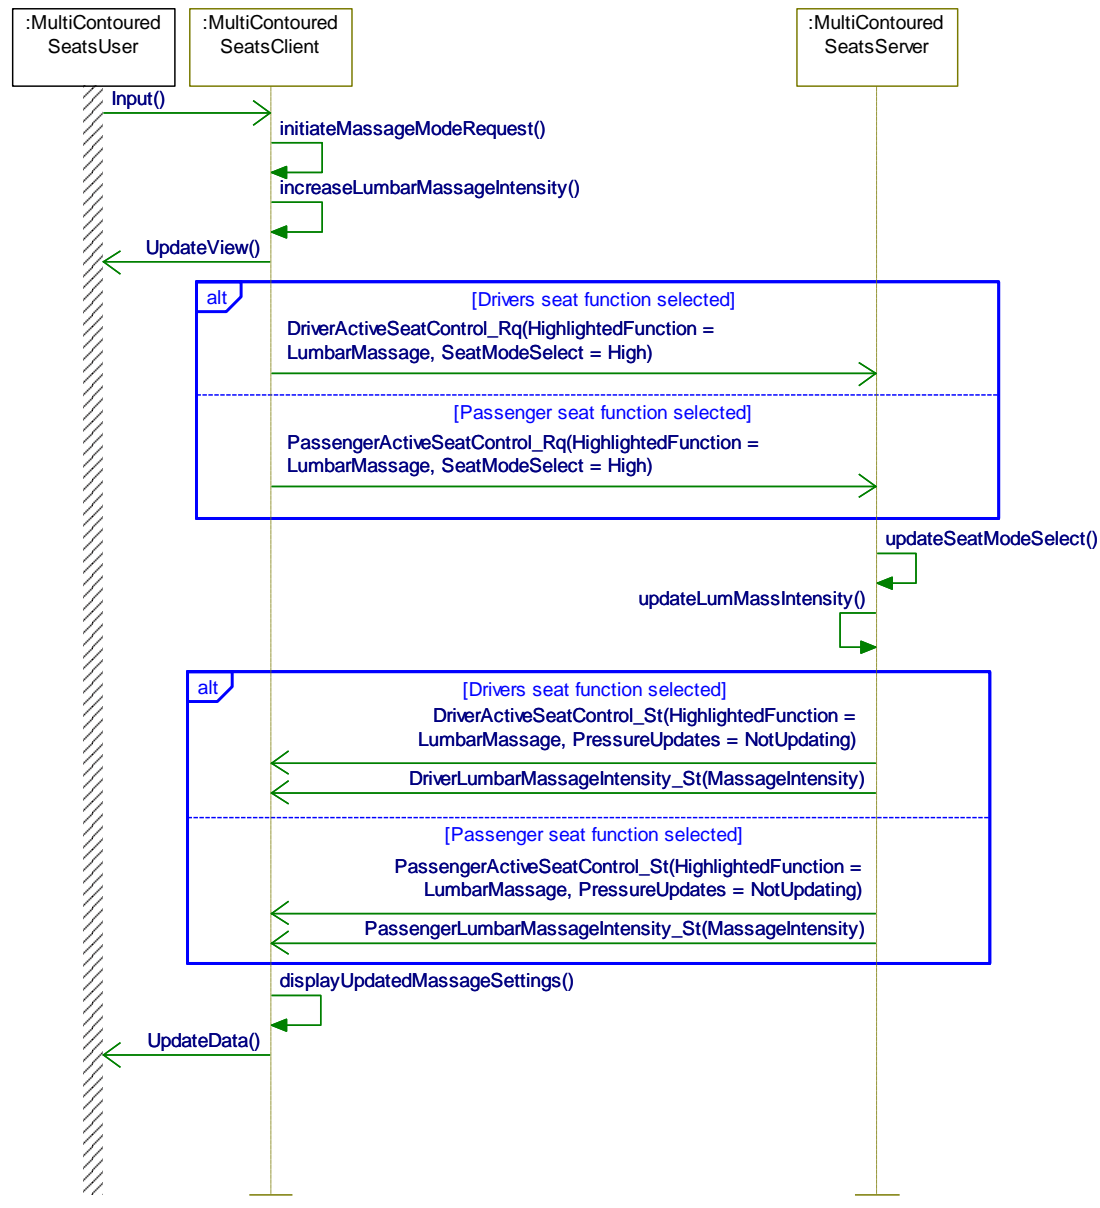 :MultiContoured
SeatsUser
:MultiContoured
SeatsClient
:MultiContoured
SeatsServer
Input()
initiateMassageModeRequest()
increaseLumbarMassageIntensity()
UpdateView()
alt
[Drivers seat function selected]
DriverActiveSeatControl_Rq(HighlightedFunction =
LumbarMassage, SeatModeSelect = High)
[Passenger seat function selected]
PassengerActiveSeatControl_Rq(HighlightedFunction =
LumbarMassage, SeatModeSelect = High)
updateSeatModeSelect()
updateLumMassIntensity()
alt
[Drivers seat function selected]
DriverActiveSeatControl_St(HighlightedFunction =
LumbarMassage, PressureUpdates = NotUpdating)
DriverLumbarMassageIntensity_St(MassageIntensity)
[Passenger seat function selected]
PassengerActiveSeatControl_St(HighlightedFunction =
LumbarMassage, PressureUpdates = NotUpdating)
PassengerLumbarMassageIntensity_St(MassageIntensity)
displayUpdatedMassageSettings()
UpdateData()